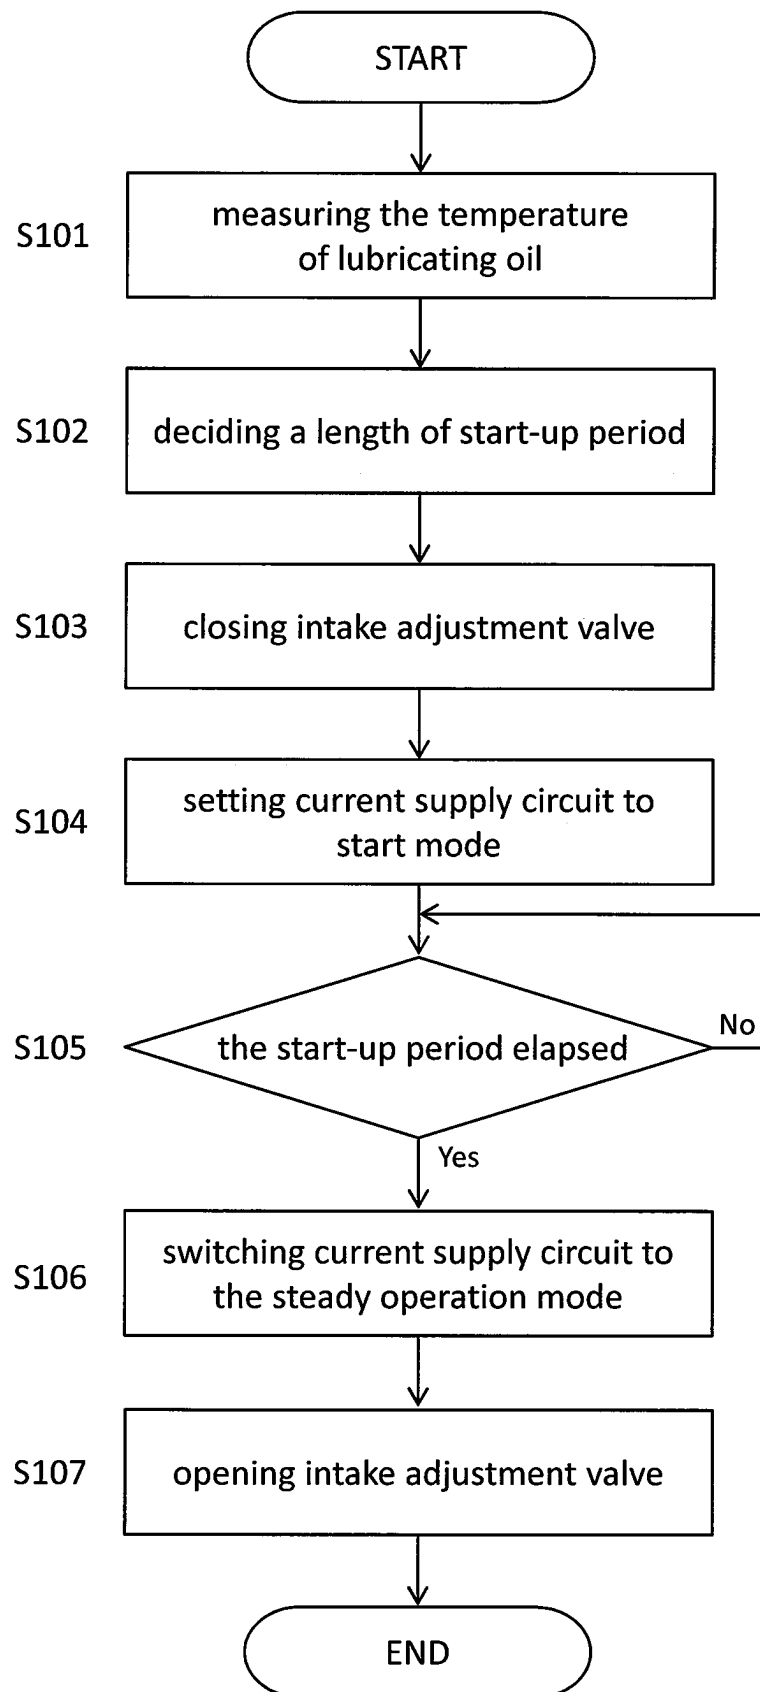 START
S101
measuring the temperature
of lubricating oil
S102
deciding a length of start-up period
S103
closing intake adjustment valve
S104
setting current supply circuit to
start mode
S105
the start-up period elapsed
No
Yes
S106
switching current supply circuit to
the steady operation mode
S107
opening intake adjustment valve
END